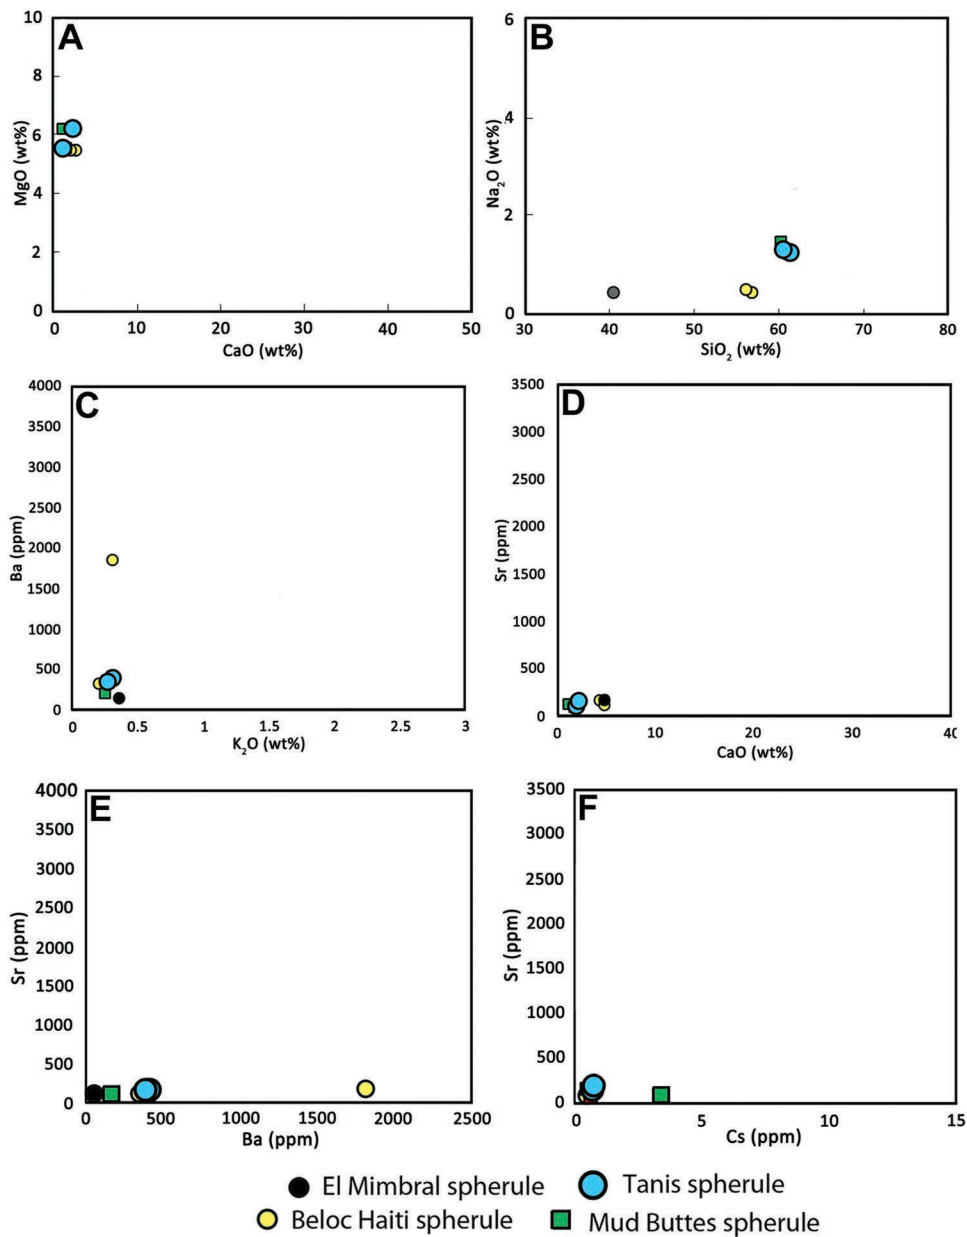 A
10
8
6
4
2
0
MgO (wt%)
0 10 20 30 40 50
CaO (wt%)
B
6
4
2
0
Na2O (wt%)
30 40 50 60 70 80
SiO2 (wt%)
C
4000
3500
3000
2500
2000
1500
1000
500
0
Ba (ppm)
0 0.5 1 1.5 2 2.5 3
K2O (wt%)
D
3500
3000
2500
2000
1500
1000
500
0
Sr (ppm)
0 10 20 30 40
CaO (wt%)
E
4000
3500
3000
2500
2000
1500
1000
500
0
Sr (ppm)
0 500 1000 1500 2000 2500
Ba (ppm)
F
3500
3000
2500
2000
1500
1000
500
0
Sr (ppm)
0 5 10 15
Cs (ppm)
El Mimbral spherule
Tanis spherule
Beloc Haiti spherule
Mud Buttes spherule